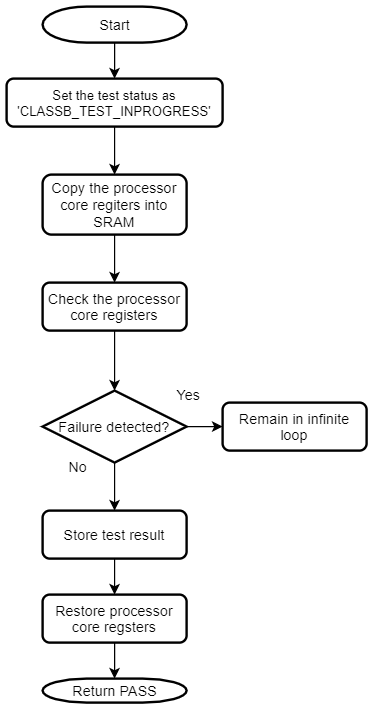 Start
Set the test status as
'CLASSB_TEST_INPROGRESS'
Copy the processor
core regiters into
SRAM
Check the processor
core registers
Failure detected?
Yes
Remain in infinite
loop
No
Store test result
Restore processor
core regsters
Return PASS